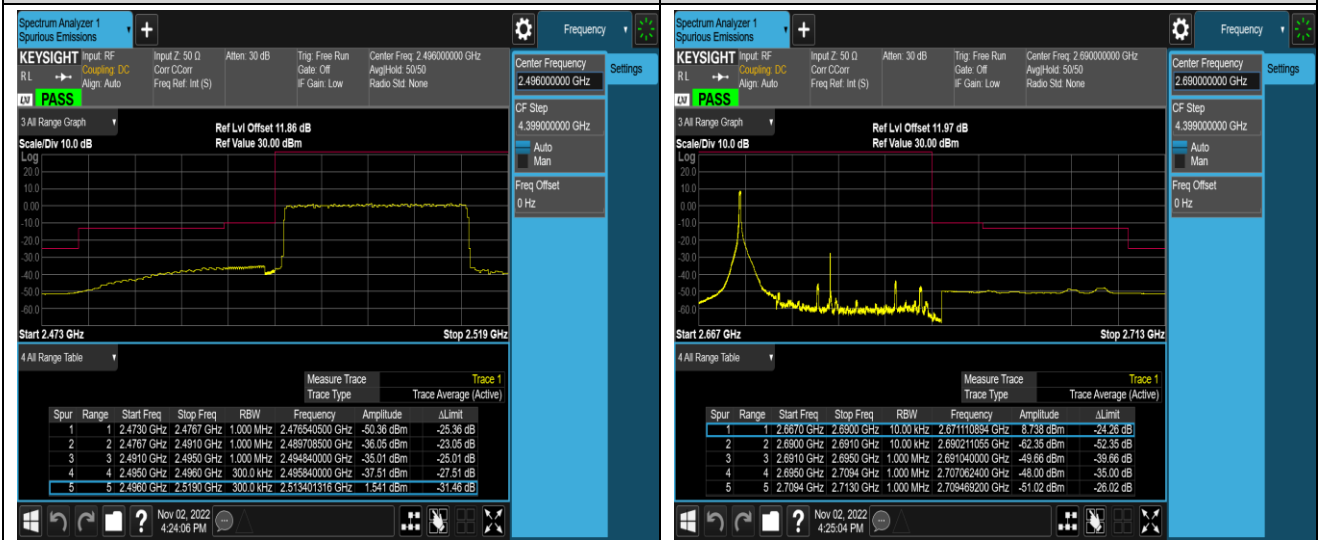 Spectrum Analyzer 1
Spurious Emissions
+
Frequency
KEYSIGHT Input: RF
Coupling: DC
Align: Auto
RL
Input Z: 50 Ω
Corr CCorr
Freq Ref: Int (S)
Atten: 30 dB
Trig: Free Run
Gate: Off
IF Gain: Low
Center Freq: 2.496000000 GHz
Avg|Hold: 50/50
Radio Std: None
LXI PASS
Center Frequency
2.496000000 GHz
Settings
CF Step
4.399000000 GHz
Auto
Man
Freq Offset
0 Hz
3 All Range Graph
Ref Lvl Offset 11.86 dB
Scale/Div 10.0 dB Ref Value 30.00 dBm
Log
20.0
10.0
0.00
-10.0
-20.0
-30.0
-40.0
-50.0
-60.0
Start 2.473 GHz Stop 2.519 GHz
4 All Range Table
Measure Trace Trace 1
Trace Type Trace Average (Active)
Spur Range Start Freq Stop Freq RBW Frequency Amplitude ΔLimit
1 1 2.4730 GHz 2.4767 GHz 1.000 MHz 2.476540500 GHz -50.36 dBm -25.36 dB
2 2 2.4767 GHz 2.4910 GHz 1.000 MHz 2.489708500 GHz -36.05 dBm -23.05 dB
3 3 2.4910 GHz 2.4950 GHz 1.000 MHz 2.494840000 GHz -35.01 dBm -25.01 dB
4 4 2.4950 GHz 2.4960 GHz 300.0 kHz 2.495840000 GHz -37.51 dBm -27.51 dB
5 5 2.4960 GHz 2.5190 GHz 300.0 kHz 2.513401316 GHz 1.541 dBm -31.46 dB
?
Nov 02, 2022
4:24:06 PM
Spectrum Analyzer 1
Spurious Emissions
+
Frequency
KEYSIGHT Input: RF
Coupling: DC
Align: Auto
RL
Input Z: 50 Ω
Corr CCorr
Freq Ref: Int (S)
Atten: 30 dB
Trig: Free Run
Gate: Off
IF Gain: Low
Center Freq: 2.690000000 GHz
Avg|Hold: 50/50
Radio Std: None
LXI PASS
Center Frequency
2.690000000 GHz
Settings
CF Step
4.399000000 GHz
Auto
Man
Freq Offset
0 Hz
3 All Range Graph
Ref Lvl Offset 11.97 dB
Scale/Div 10.0 dB Ref Value 30.00 dBm
Log
20.0
10.0
0.00
-10.0
-20.0
-30.0
-40.0
-50.0
-60.0
Start 2.667 GHz Stop 2.713 GHz
4 All Range Table
Measure Trace Trace 1
Trace Type Trace Average (Active)
Spur Range Start Freq Stop Freq RBW Frequency Amplitude ΔLimit
1 1 2.6670 GHz 2.6900 GHz 10.00 kHz 2.671110894 GHz 8.738 dBm -24.26 dB
2 2 2.6900 GHz 2.6910 GHz 10.00 kHz 2.690211055 GHz -62.35 dBm -52.35 dB
3 3 2.6910 GHz 2.6950 GHz 1.000 MHz 2.691040000 GHz -49.66 dBm -39.66 dB
4 4 2.6950 GHz 2.7094 GHz 1.000 MHz 2.707062400 GHz -48.00 dBm -35.00 dB
5 5 2.7094 GHz 2.7130 GHz 1.000 MHz 2.709469200 GHz -51.02 dBm -26.02 dB
?
Nov 02, 2022
4:25:04 PM